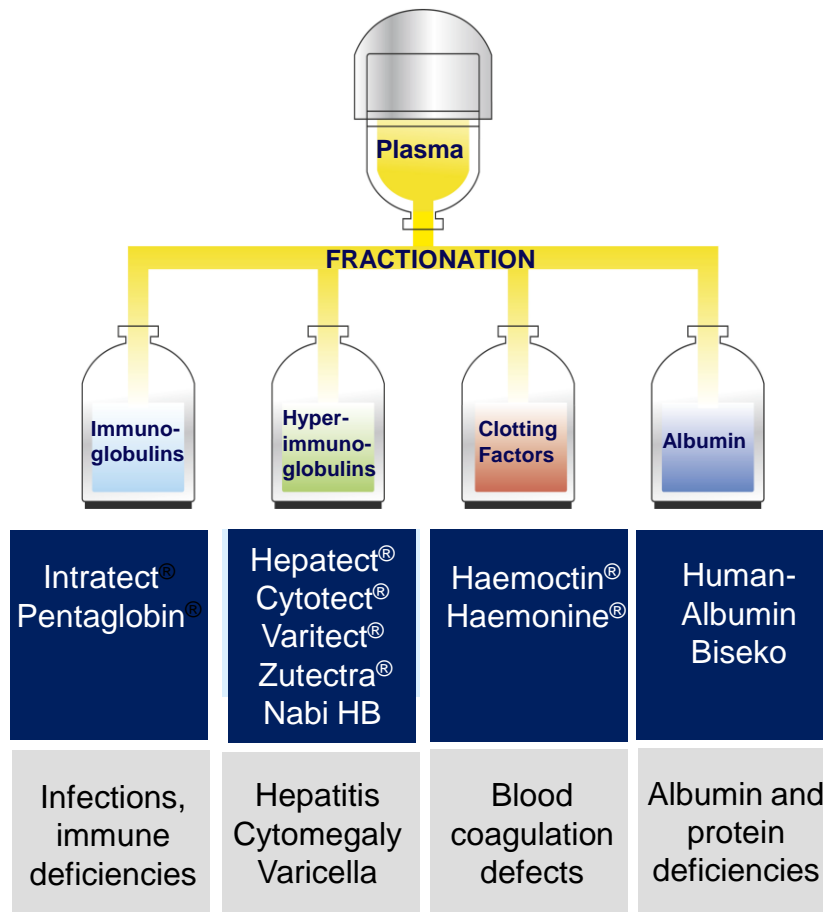 Plasma
FRACTIONATION
Immuno-
globulins
Hyper-
immuno-
globulins
Clotting
Factors
Albumin
Intratect®
Pentaglobin®
Hepatect®
Cytotect®
Varitect®
Zutectra®
Nabi HB
Haemoctin®
Haemonine®
Human-
Albumin
Biseko
Infections,
immune
deficiencies
Hepatitis
Cytomegaly
Varicella
Blood
coagulation
defects
Albumin and
protein
deficiencies